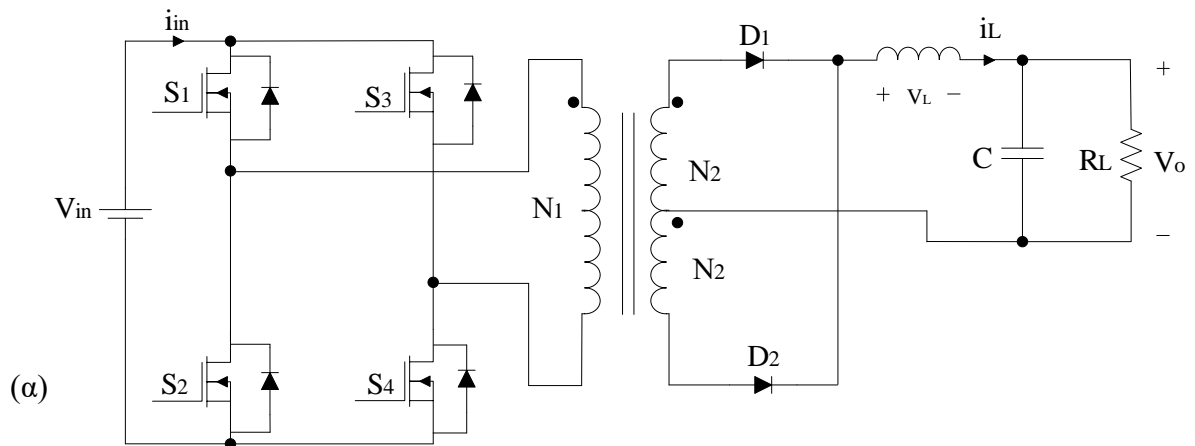 iin
D1
iL
S1
S3
+
+ VL −
N2
C
RL
Vo
Vin
N1
−
N2
D2
S2
S4
(α)